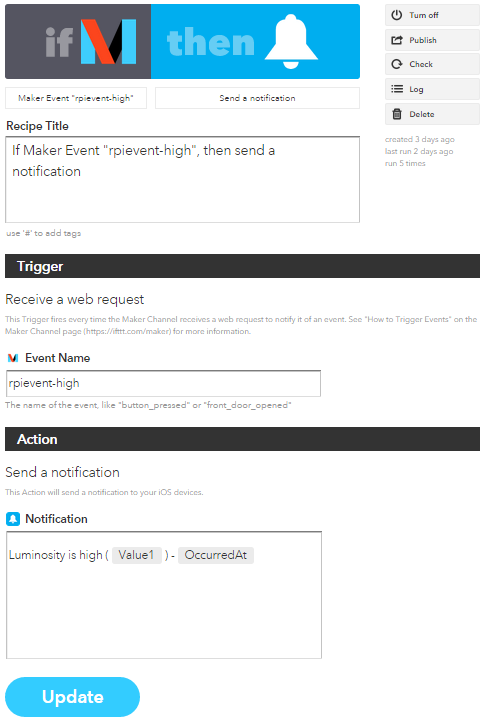 if M then
Maker Event "rpievent-high"
Send a notification
Recipe Title
If Maker Event "rpievent-high", then send a
notification
use '#' to add tags
Turn off
Publish
Check
Log
Delete
created 3 days ago
last run 2 days ago
run 5 times
Trigger
Receive a web request
This Trigger fires every time the Maker Channel receives a web request to notify it of an event. See "How to Trigger Events" on the
Maker Channel page (https://ifttt.com/maker) for more information.
Event Name
rpievent-high
The name of the event, like "button_pressed" or "front_door_opened"
Action
Send a notification
This Action will send a notification to your iOS devices.
Notification
Luminosity is high ( Value1 ) - OccurredAt
Update